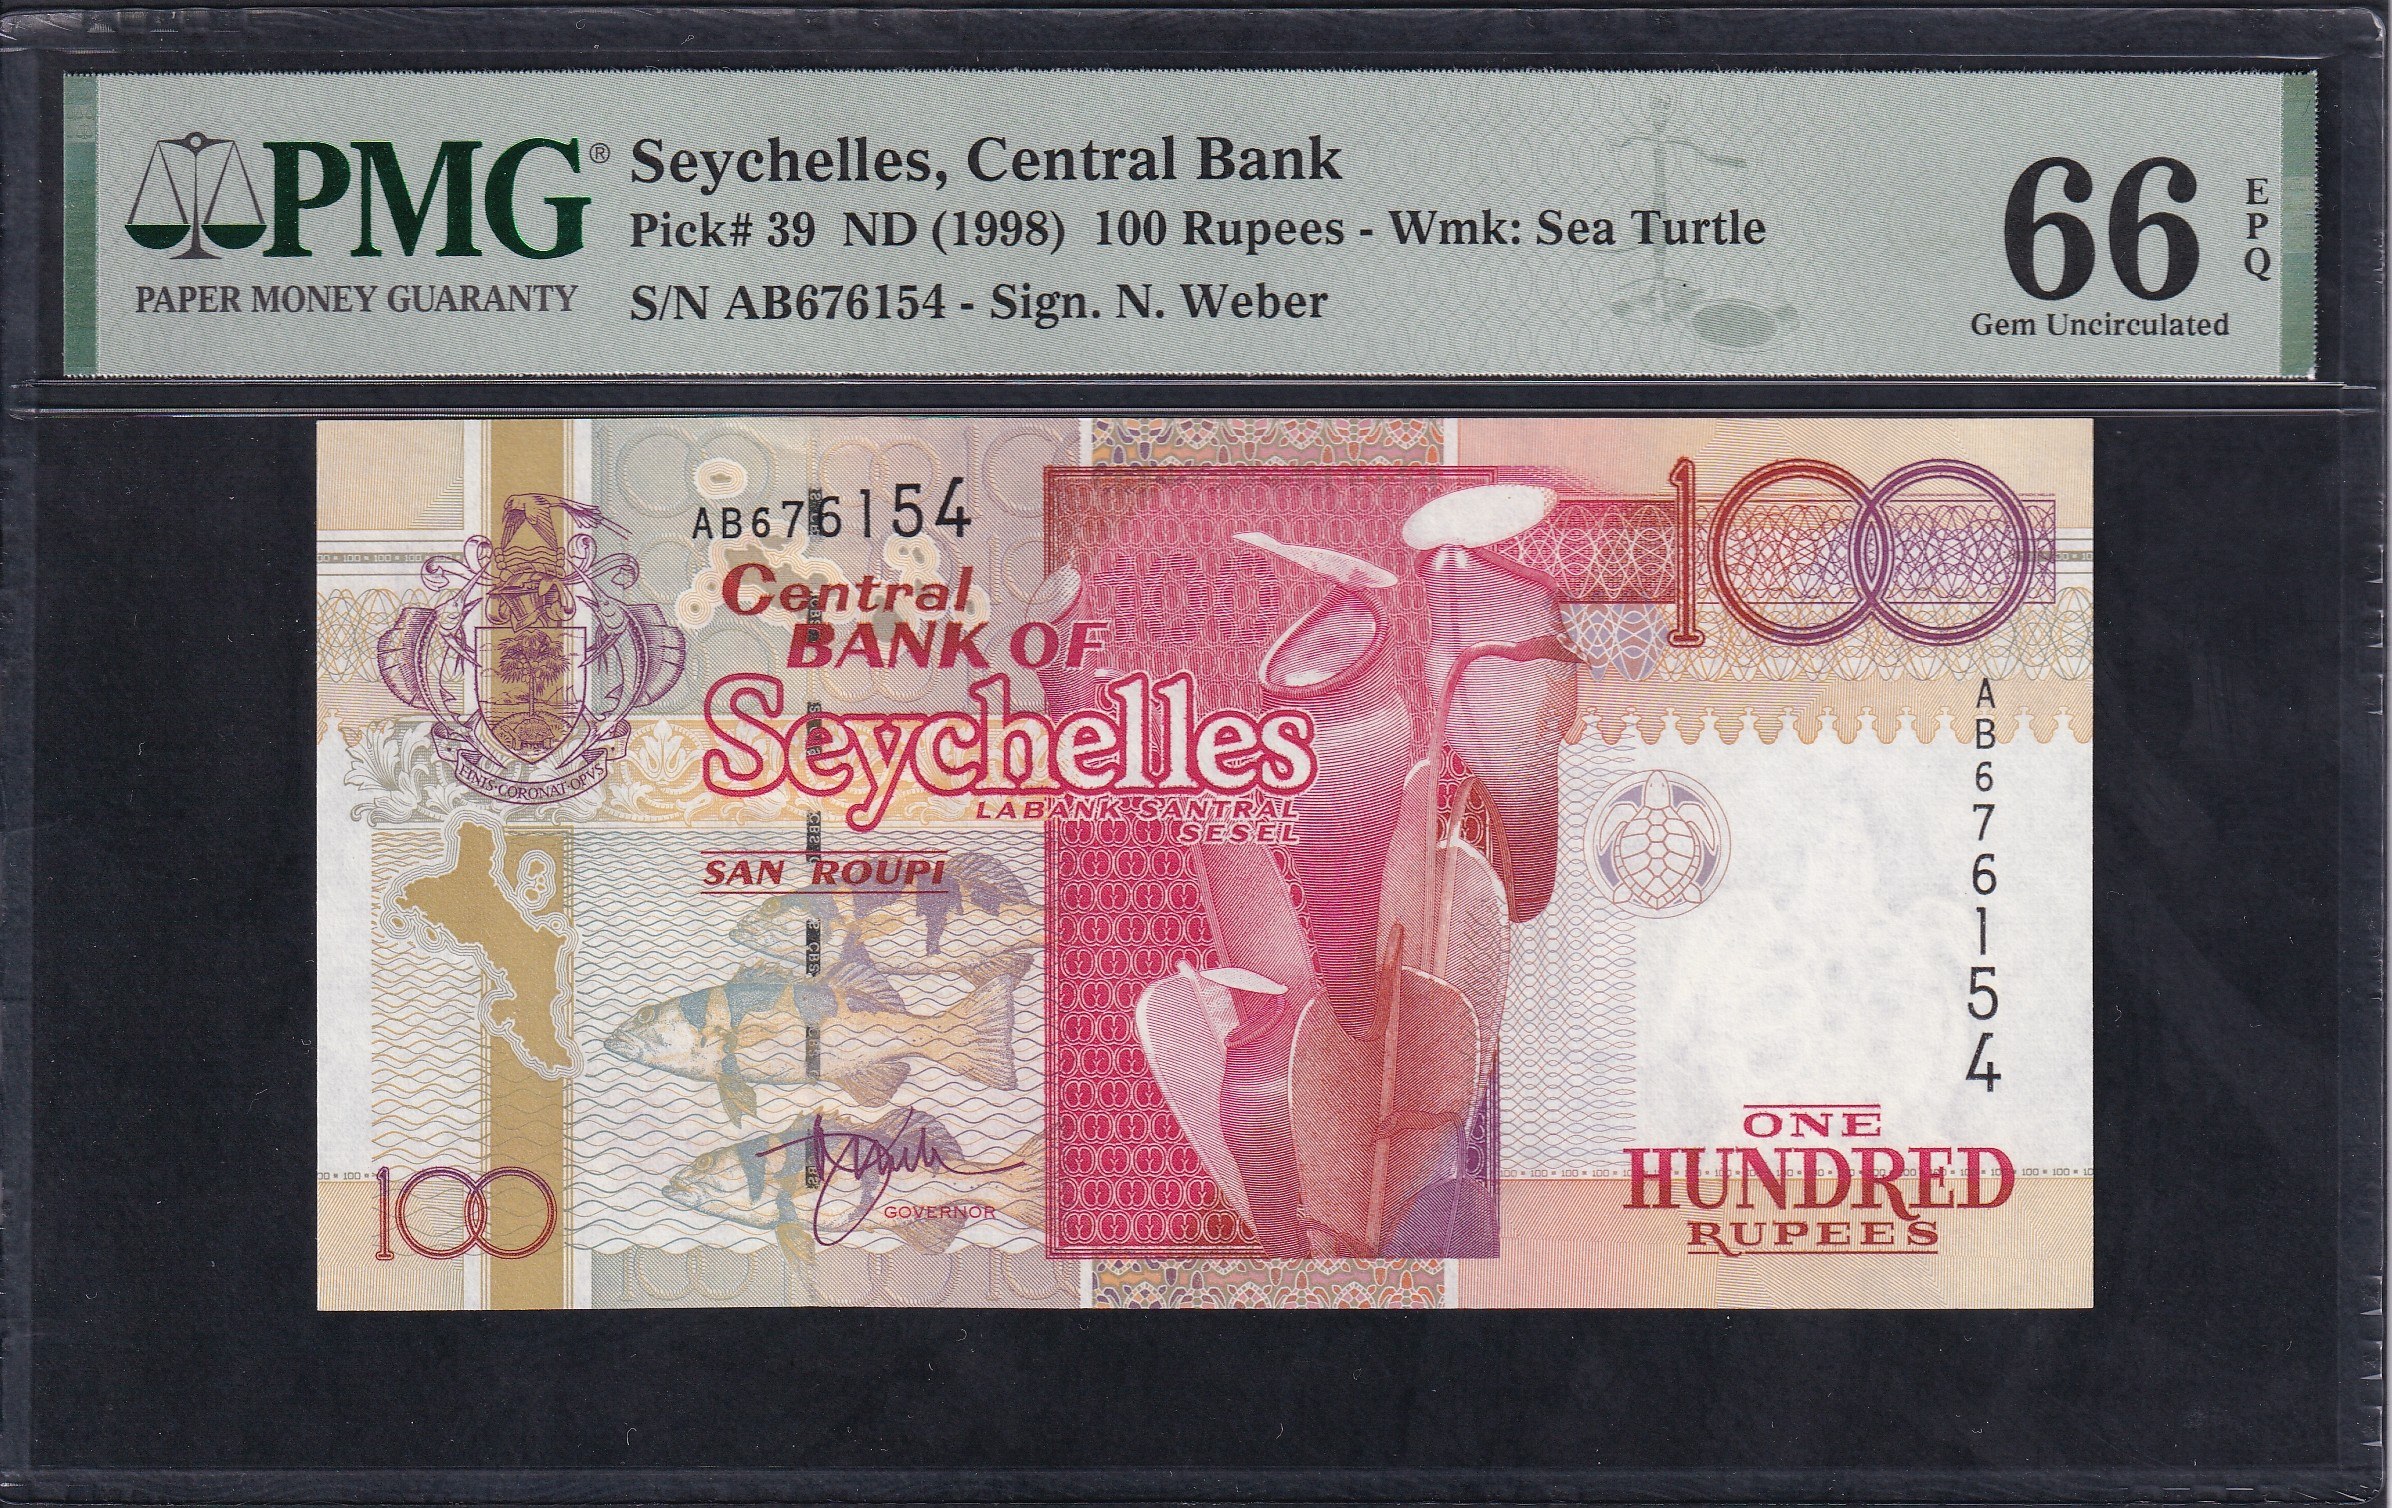 PMG®
PAPER MONEY GUARANTY
Seychelles, Central Bank
Pick# 39 ND (1998) 100 Rupees - Wmk: Sea Turtle
S/N AB676154 - Sign. N. Weber
66
EPQ
Gem Uncirculated
AB676154
100
Central
BANK OF
Seychelles
LABANK SANTRAL
SESEL
FINIS·CORONAT·OPVS
SAN ROUPI
AB676154
GOVERNOR
100
ONE
HUNDRED
RUPEES